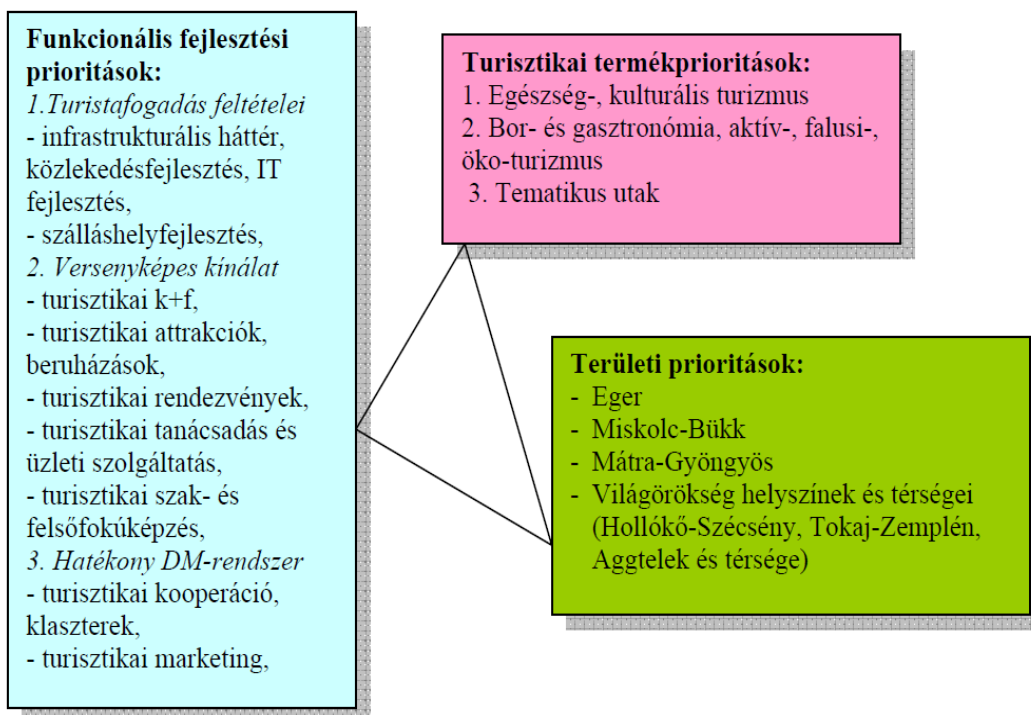 Funkcionális fejlesztési
prioritások:
1.Turistafogadás feltételei
- infrastrukturális háttér,
közlekedésfejlesztés, IT
fejlesztés,
- szálláshelyfejlesztés,
2. Versenyképes kínálat
- turisztikai k+f,
- turisztikai attrakciók,
beruházások,
- turisztikai rendezvények,
- turisztikai tanácsadás és
üzleti szolgáltatás,
- turisztikai szak- és
felsőfokúképzés,
3. Hatékony DM-rendszer
- turisztikai kooperáció,
klaszterek,
- turisztikai marketing,
Turisztikai termékprioritások:
1. Egészség-, kulturális turizmus
2. Bor- és gasztronómia, aktív-, falusi-,
öko-turizmus
3. Tematikus utak
Területi prioritások:
- Eger
- Miskolc-Bükk
- Mátra-Gyöngyös
- Világörökség helyszínek és térségei
(Hollókő-Szécsény, Tokaj-Zemplén,
Aggtelek és térsége)